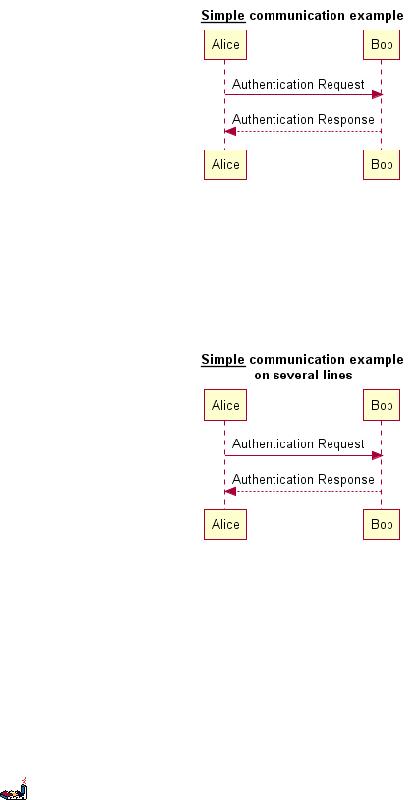 Simple communication example
Alice Bob
Authentication Request
Authentication Response
Alice Bob
Simple communication example
on several lines
Alice Bob
Authentication Request
Authentication Response
Alice Bob